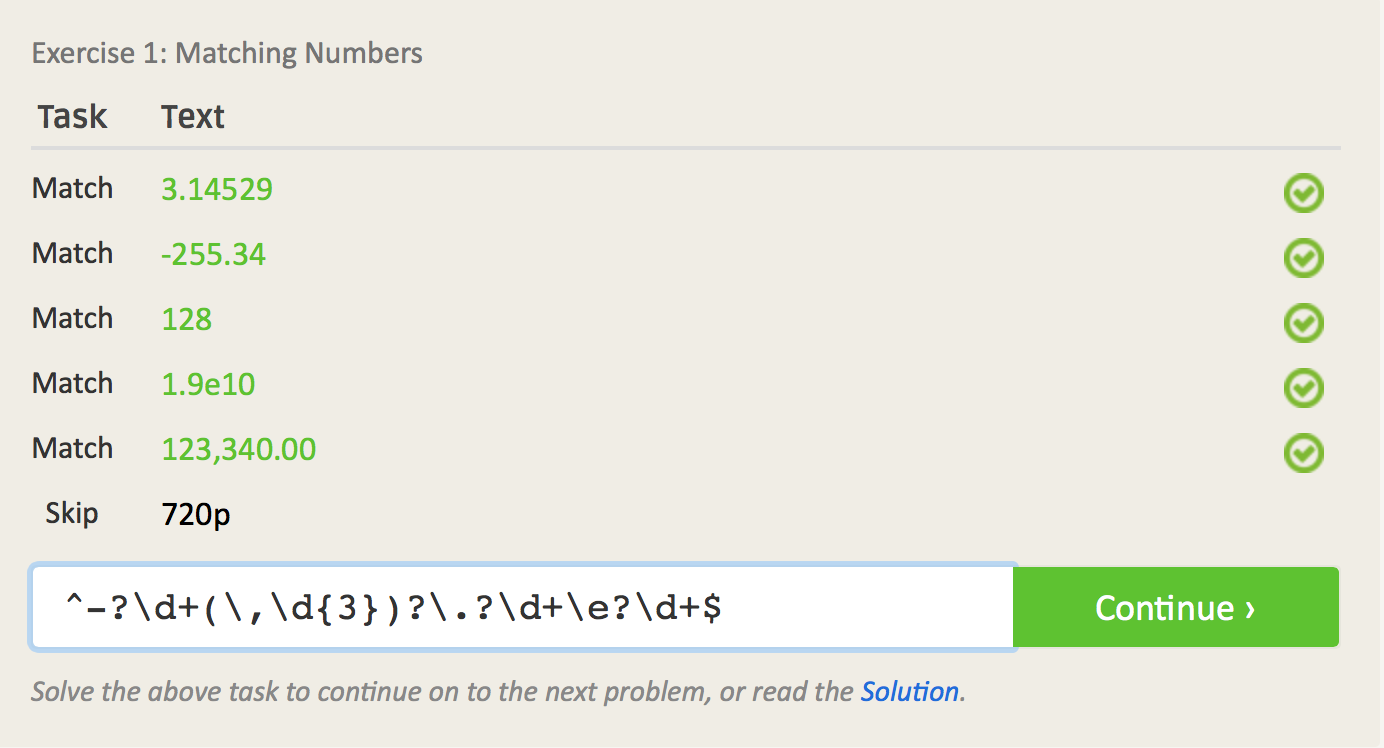 Exercise 1: Matching Numbers
Task Text
Match 3.14529
Match -255.34
Match 128
Match 1.9e10
Match 123,340.00
Skip 720p
^-?\d+(\,\d{3})?\.?\d+\e?\d+$ Continue ›
Solve the above task to continue on to the next problem, or read the Solution.